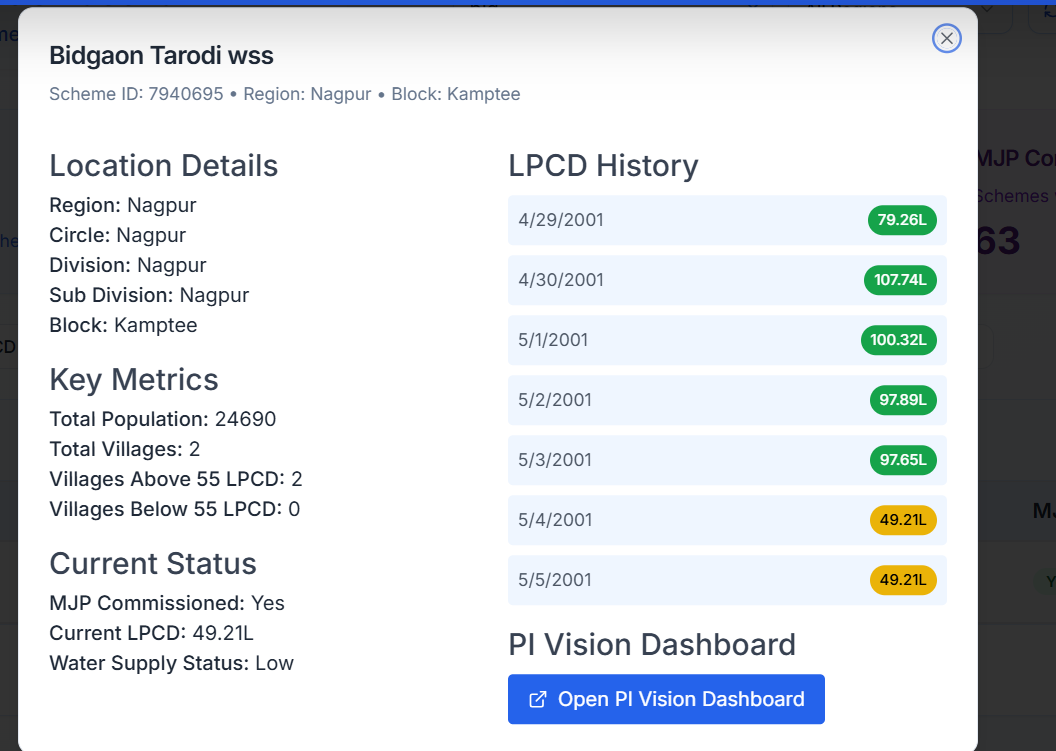 Bidgaon Tarodi wss
Scheme ID: 7940695 • Region: Nagpur • Block: Kamptee
Location Details
Region: Nagpur
Circle: Nagpur
Division: Nagpur
Sub Division: Nagpur
Block: Kamptee
Key Metrics
Total Population: 24690
Total Villages: 2
Villages Above 55 LPCD: 2
Villages Below 55 LPCD: 0
Current Status
MJP Commissioned: Yes
Current LPCD: 49.21L
Water Supply Status: Low
LPCD History
4/29/2001 79.26L
4/30/2001 107.74L
5/1/2001 100.32L
5/2/2001 97.89L
5/3/2001 97.65L
5/4/2001 49.21L
5/5/2001 49.21L
PI Vision Dashboard
Open PI Vision Dashboard
MJP Co
Schemes
63